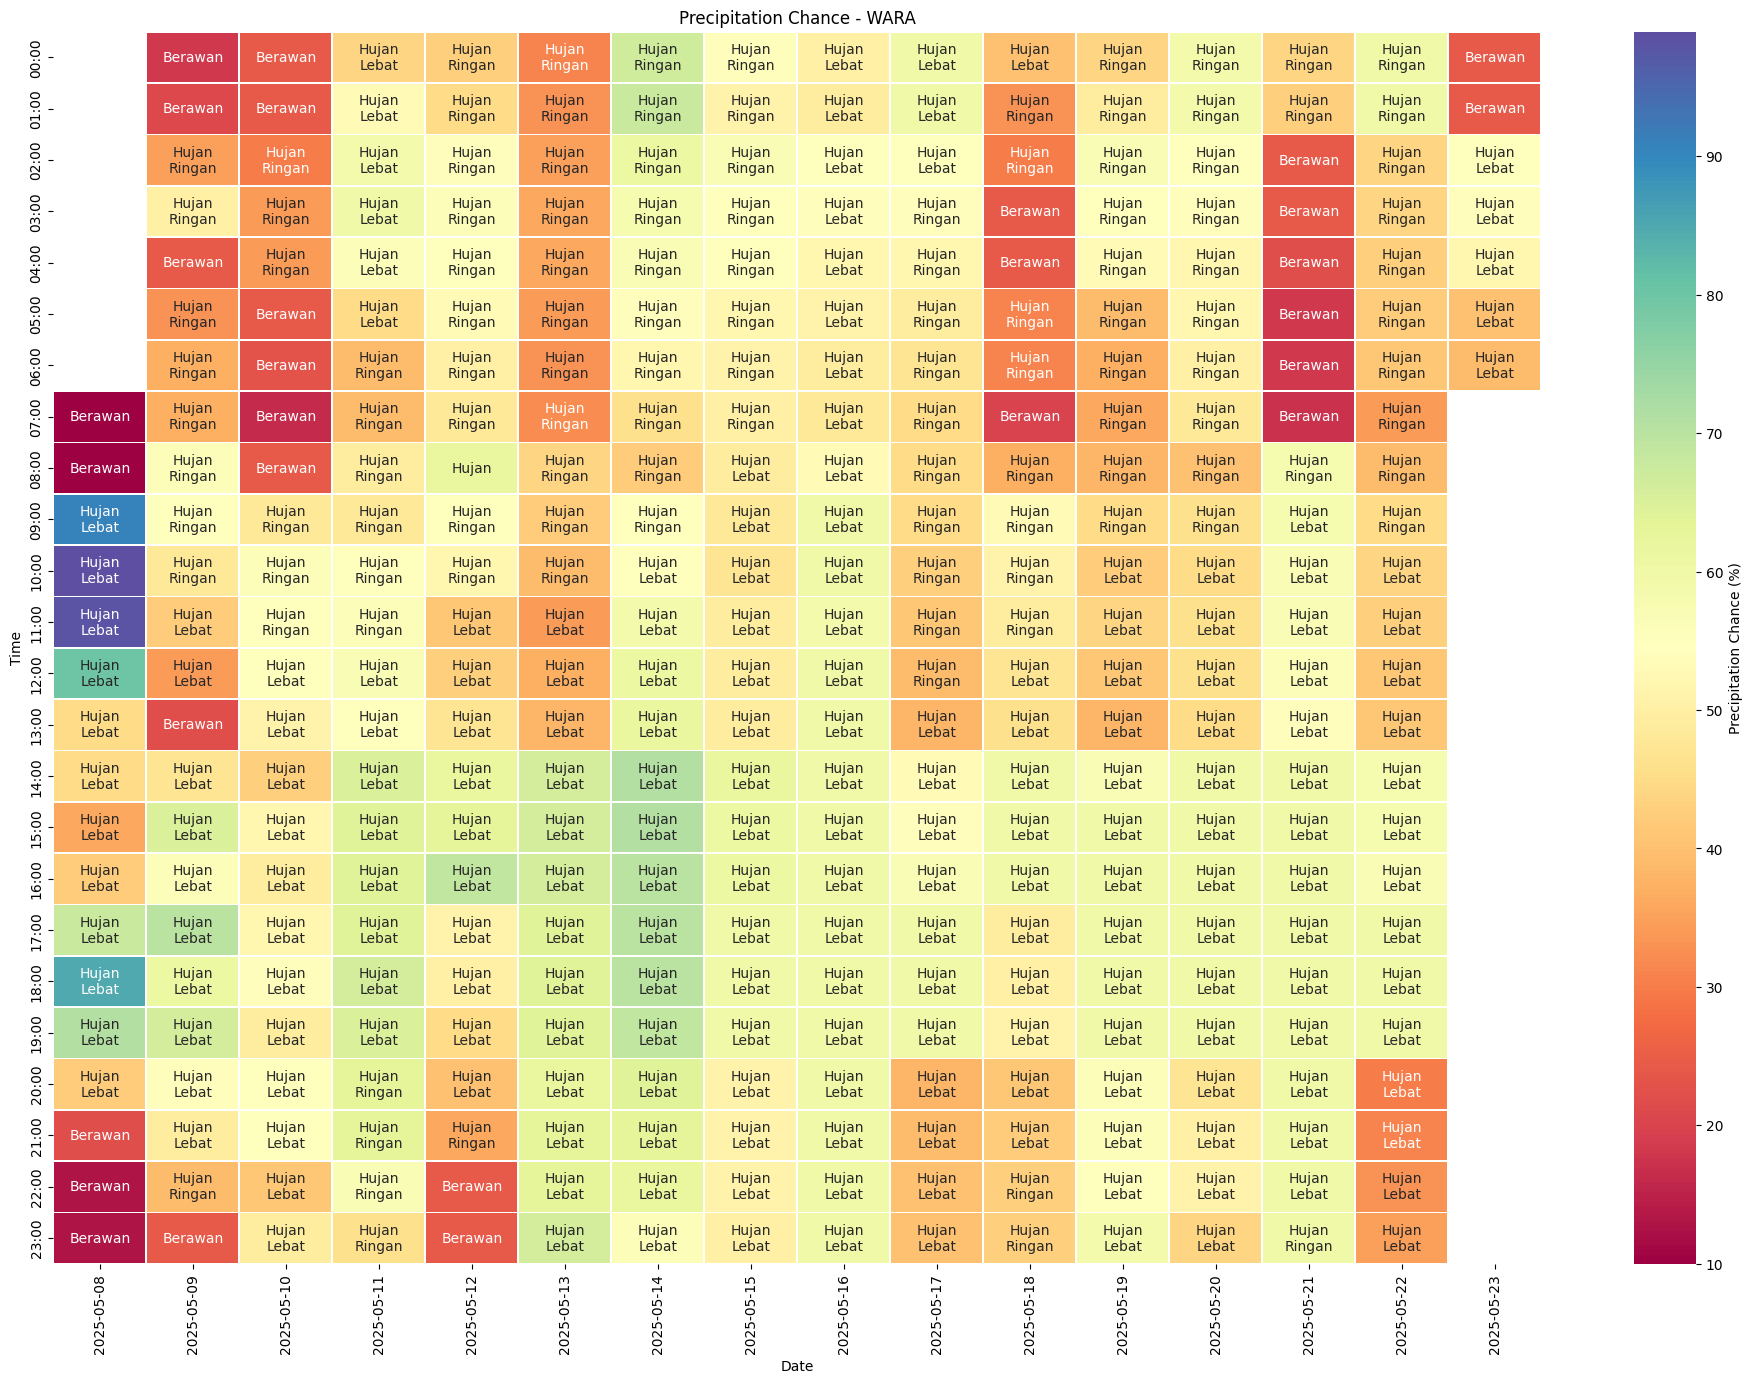 Precipitation Chance - WARA
00:00 Berawan Berawan Hujan Lebat Hujan Ringan Hujan Ringan Hujan Ringan Hujan Ringan Hujan Lebat Hujan Lebat Hujan Lebat Hujan Ringan Hujan Ringan Hujan Ringan Hujan Ringan Berawan
01:00 Berawan Berawan Hujan Lebat Hujan Ringan Hujan Ringan Hujan Ringan Hujan Ringan Hujan Lebat Hujan Lebat Hujan Ringan Hujan Ringan Hujan Ringan Hujan Ringan Hujan Ringan Berawan
02:00 Hujan Ringan Hujan Ringan Hujan Lebat Hujan Ringan Hujan Ringan Hujan Ringan Hujan Ringan Hujan Lebat Hujan Lebat Hujan Ringan Hujan Ringan Hujan Ringan Berawan Hujan Ringan Hujan Lebat
03:00 Hujan Ringan Hujan Ringan Hujan Lebat Hujan Ringan Hujan Ringan Hujan Ringan Hujan Ringan Hujan Lebat Hujan Ringan Berawan Hujan Ringan Hujan Ringan Berawan Hujan Ringan Hujan Lebat
04:00 Berawan Hujan Ringan Hujan Lebat Hujan Ringan Hujan Ringan Hujan Ringan Hujan Ringan Hujan Lebat Hujan Ringan Berawan Hujan Ringan Hujan Ringan Berawan Hujan Ringan Hujan Lebat
05:00 Hujan Ringan Berawan Hujan Lebat Hujan Ringan Hujan Ringan Hujan Ringan Hujan Ringan Hujan Lebat Hujan Ringan Hujan Ringan Hujan Ringan Hujan Ringan Berawan Hujan Ringan Hujan Lebat
06:00 Hujan Ringan Berawan Hujan Ringan Hujan Ringan Hujan Ringan Hujan Ringan Hujan Ringan Hujan Lebat Hujan Ringan Hujan Ringan Hujan Ringan Hujan Ringan Berawan Hujan Ringan Hujan Lebat
07:00 Berawan Hujan Ringan Berawan Hujan Ringan Hujan Ringan Hujan Ringan Hujan Ringan Hujan Ringan Hujan Lebat Hujan Ringan Berawan Hujan Ringan Hujan Ringan Berawan Hujan Ringan
08:00 Berawan Hujan Ringan Berawan Hujan Ringan Hujan Hujan Ringan Hujan Ringan Hujan Lebat Hujan Lebat Hujan Ringan Hujan Ringan Hujan Ringan Hujan Ringan Hujan Ringan Hujan Ringan
09:00 Hujan Lebat Hujan Ringan Hujan Ringan Hujan Ringan Hujan Ringan Hujan Ringan Hujan Ringan Hujan Lebat Hujan Lebat Hujan Ringan Hujan Ringan Hujan Ringan Hujan Ringan Hujan Lebat Hujan Ringan
10:00 Hujan Lebat Hujan Ringan Hujan Ringan Hujan Ringan Hujan Ringan Hujan Ringan Hujan Lebat Hujan Lebat Hujan Lebat Hujan Ringan Hujan Ringan Hujan Lebat Hujan Lebat Hujan Lebat Hujan Lebat
11:00 Hujan Lebat Hujan Lebat Hujan Ringan Hujan Ringan Hujan Lebat Hujan Lebat Hujan Lebat Hujan Lebat Hujan Lebat Hujan Ringan Hujan Ringan Hujan Lebat Hujan Lebat Hujan Lebat Hujan Lebat
12:00 Hujan Lebat Hujan Lebat Hujan Lebat Hujan Lebat Hujan Lebat Hujan Lebat Hujan Lebat Hujan Lebat Hujan Lebat Hujan Ringan Hujan Lebat Hujan Lebat Hujan Lebat Hujan Lebat Hujan Lebat
13:00 Hujan Lebat Berawan Hujan Lebat Hujan Lebat Hujan Lebat Hujan Lebat Hujan Lebat Hujan Lebat Hujan Lebat Hujan Lebat Hujan Lebat Hujan Lebat Hujan Lebat Hujan Lebat Hujan Lebat
14:00 Hujan Lebat Hujan Lebat Hujan Lebat Hujan Lebat Hujan Lebat Hujan Lebat Hujan Lebat Hujan Lebat Hujan Lebat Hujan Lebat Hujan Lebat Hujan Lebat Hujan Lebat Hujan Lebat Hujan Lebat
15:00 Hujan Lebat Hujan Lebat Hujan Lebat Hujan Lebat Hujan Lebat Hujan Lebat Hujan Lebat Hujan Lebat Hujan Lebat Hujan Lebat Hujan Lebat Hujan Lebat Hujan Lebat Hujan Lebat Hujan Lebat
16:00 Hujan Lebat Hujan Lebat Hujan Lebat Hujan Lebat Hujan Lebat Hujan Lebat Hujan Lebat Hujan Lebat Hujan Lebat Hujan Lebat Hujan Lebat Hujan Lebat Hujan Lebat Hujan Lebat Hujan Lebat
17:00 Hujan Lebat Hujan Lebat Hujan Lebat Hujan Lebat Hujan Lebat Hujan Lebat Hujan Lebat Hujan Lebat Hujan Lebat Hujan Lebat Hujan Lebat Hujan Lebat Hujan Lebat Hujan Lebat Hujan Lebat
18:00 Hujan Lebat Hujan Lebat Hujan Lebat Hujan Lebat Hujan Lebat Hujan Lebat Hujan Lebat Hujan Lebat Hujan Lebat Hujan Lebat Hujan Lebat Hujan Lebat Hujan Lebat Hujan Lebat Hujan Lebat
19:00 Hujan Lebat Hujan Lebat Hujan Lebat Hujan Lebat Hujan Lebat Hujan Lebat Hujan Lebat Hujan Lebat Hujan Lebat Hujan Lebat Hujan Lebat Hujan Lebat Hujan Lebat Hujan Lebat Hujan Lebat
20:00 Hujan Lebat Hujan Lebat Hujan Lebat Hujan Ringan Hujan Lebat Hujan Lebat Hujan Lebat Hujan Lebat Hujan Lebat Hujan Lebat Hujan Lebat Hujan Lebat Hujan Lebat Hujan Lebat Hujan Lebat
21:00 Berawan Hujan Lebat Hujan Lebat Hujan Ringan Hujan Ringan Hujan Lebat Hujan Lebat Hujan Lebat Hujan Lebat Hujan Lebat Hujan Lebat Hujan Lebat Hujan Lebat Hujan Lebat Hujan Lebat
22:00 Berawan Hujan Ringan Hujan Lebat Hujan Ringan Berawan Hujan Lebat Hujan Lebat Hujan Lebat Hujan Lebat Hujan Lebat Hujan Ringan Hujan Lebat Hujan Lebat Hujan Lebat Hujan Lebat
23:00 Berawan Berawan Hujan Lebat Hujan Ringan Berawan Hujan Lebat Hujan Lebat Hujan Lebat Hujan Lebat Hujan Lebat Hujan Ringan Hujan Lebat Hujan Lebat Hujan Ringan Hujan Lebat
Time
2025-05-08 2025-05-09 2025-05-10 2025-05-11 2025-05-12 2025-05-13 2025-05-14 2025-05-15 2025-05-16 2025-05-17 2025-05-18 2025-05-19 2025-05-20 2025-05-21 2025-05-22 2025-05-23
Date
90
80
70
60
50
40
30
20
10
Precipitation Chance (%)